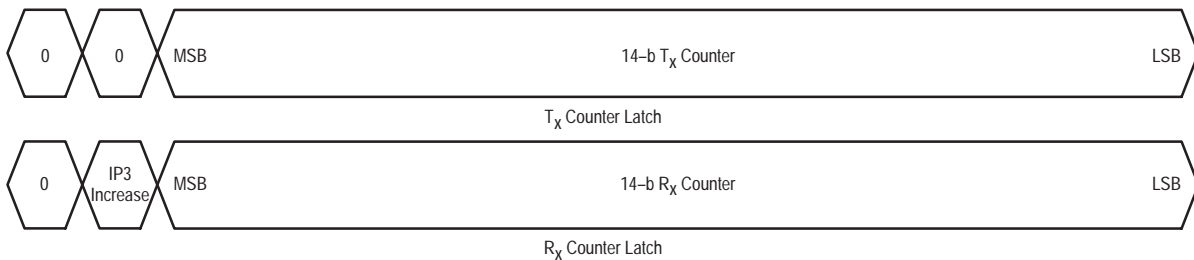 0 0 MSB 14–b TX Counter LSB
TX Counter Latch
0 IP3 Increase MSB 14–b RX Counter LSB
RX Counter Latch